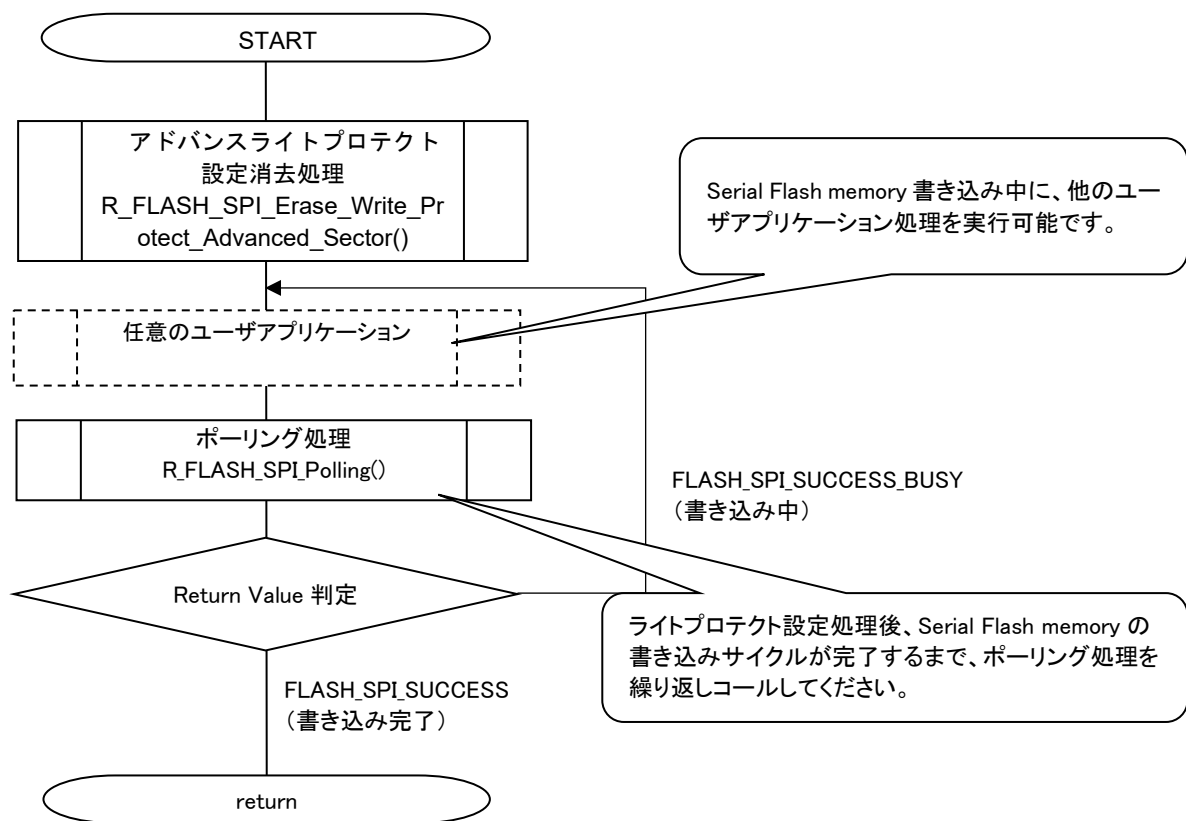 START
アドバンスライトプロテクト
設定消去処理
R_FLASH_SPI_Erase_Write_Pr
otect_Advanced_Sector()
Serial Flash memory 書き込み中に、他のユー
ザアプリケーション処理を実行可能です。
任意のユーザアプリケーション
ポーリング処理
R_FLASH_SPI_Polling()
FLASH_SPI_SUCCESS_BUSY
（書き込み中）
Return Value 判定
ライトプロテクト設定処理後、Serial Flash memory の
書き込みサイクルが完了するまで、ポーリング処理を
繰り返しコールしてください。
FLASH_SPI_SUCCESS
（書き込み完了）
return